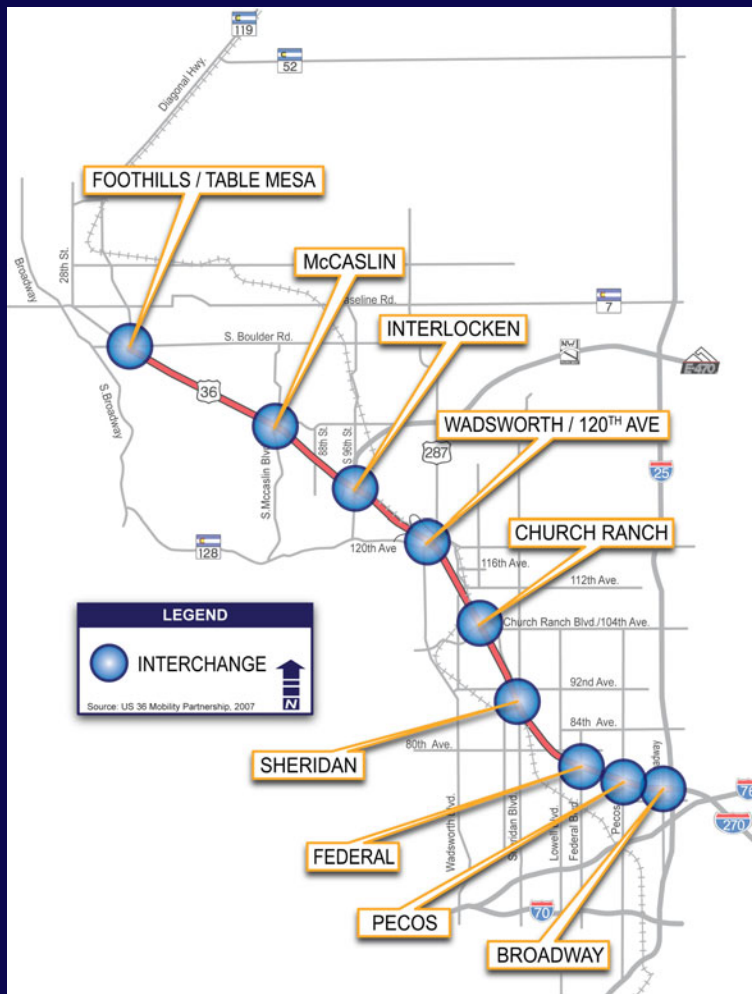 119
52
Diagonal Hwy.
FOOTHILLS / TABLE MESA
28th St.
McCASLIN
Broadway
Baseline Rd.
7
S. Boulder Rd.
INTERLOCKEN
NW
E-470
36
S.Broadway
WADSWORTH / 120TH AVE
88th St.
S 96th St.
287
S.Mccaslin Blvd.
25
CHURCH RANCH
128
120th Ave
116th Ave.
112th Ave.
LEGEND
INTERCHANGE
N
Source: US 36 Mobility Partnership, 2007
Church Ranch Blvd./104th Ave.
92nd Ave.
84th Ave.
80th Ave.
SHERIDAN
Broadway
76
270
Wadsworth Blvd.
Sheridan Blvd.
Lowell Blvd.
Federal Blvd.
Pecos
FEDERAL
70
PECOS
BROADWAY